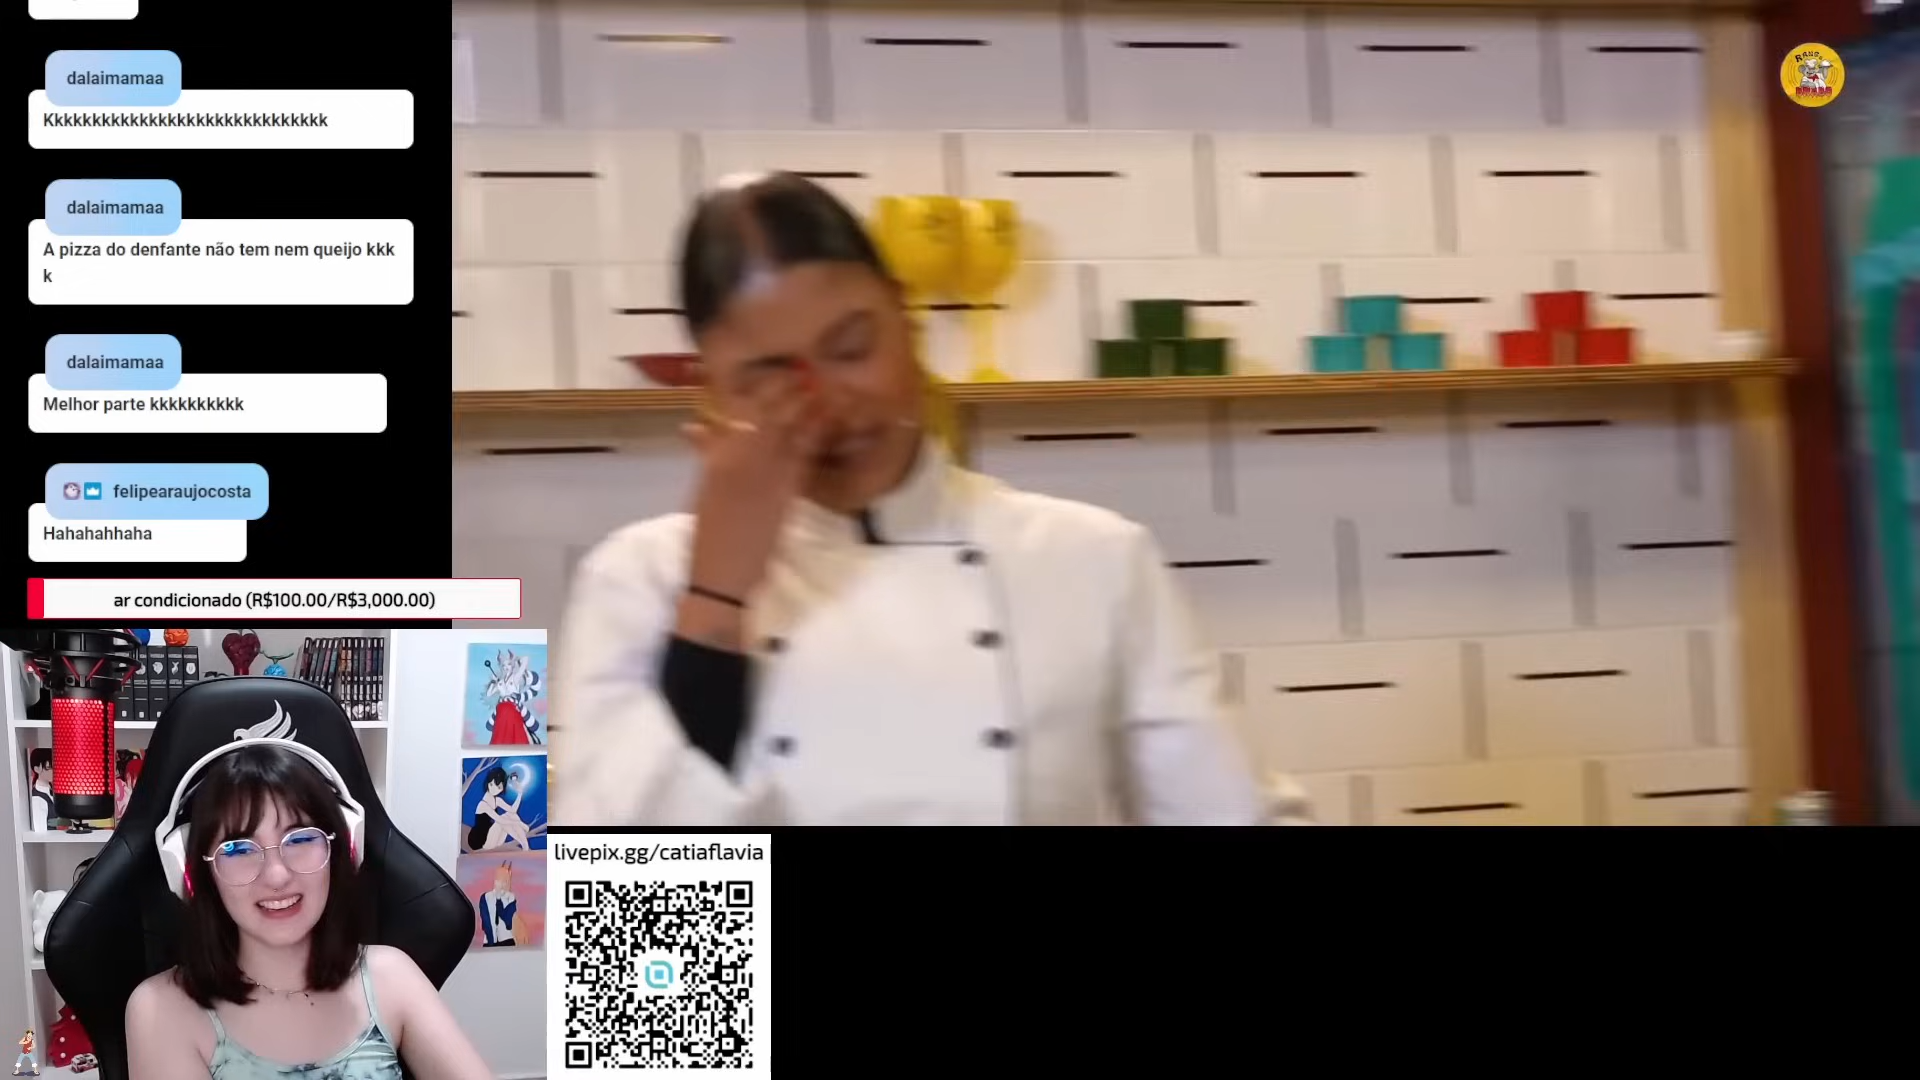 dalaimamaa
Kkkkkkkkkkkkkkkkkkkkkkkkkkkkkk
dalaimamaa
A pizza do denfante não tem nem queijo kkk
k
dalaimamaa
Melhor parte kkkkkkkkkk
felipearaujocosta
Hahahahhaha
ar condicionado (R$100.00/R$3,000.00)
livepix.gg/catiaflavia